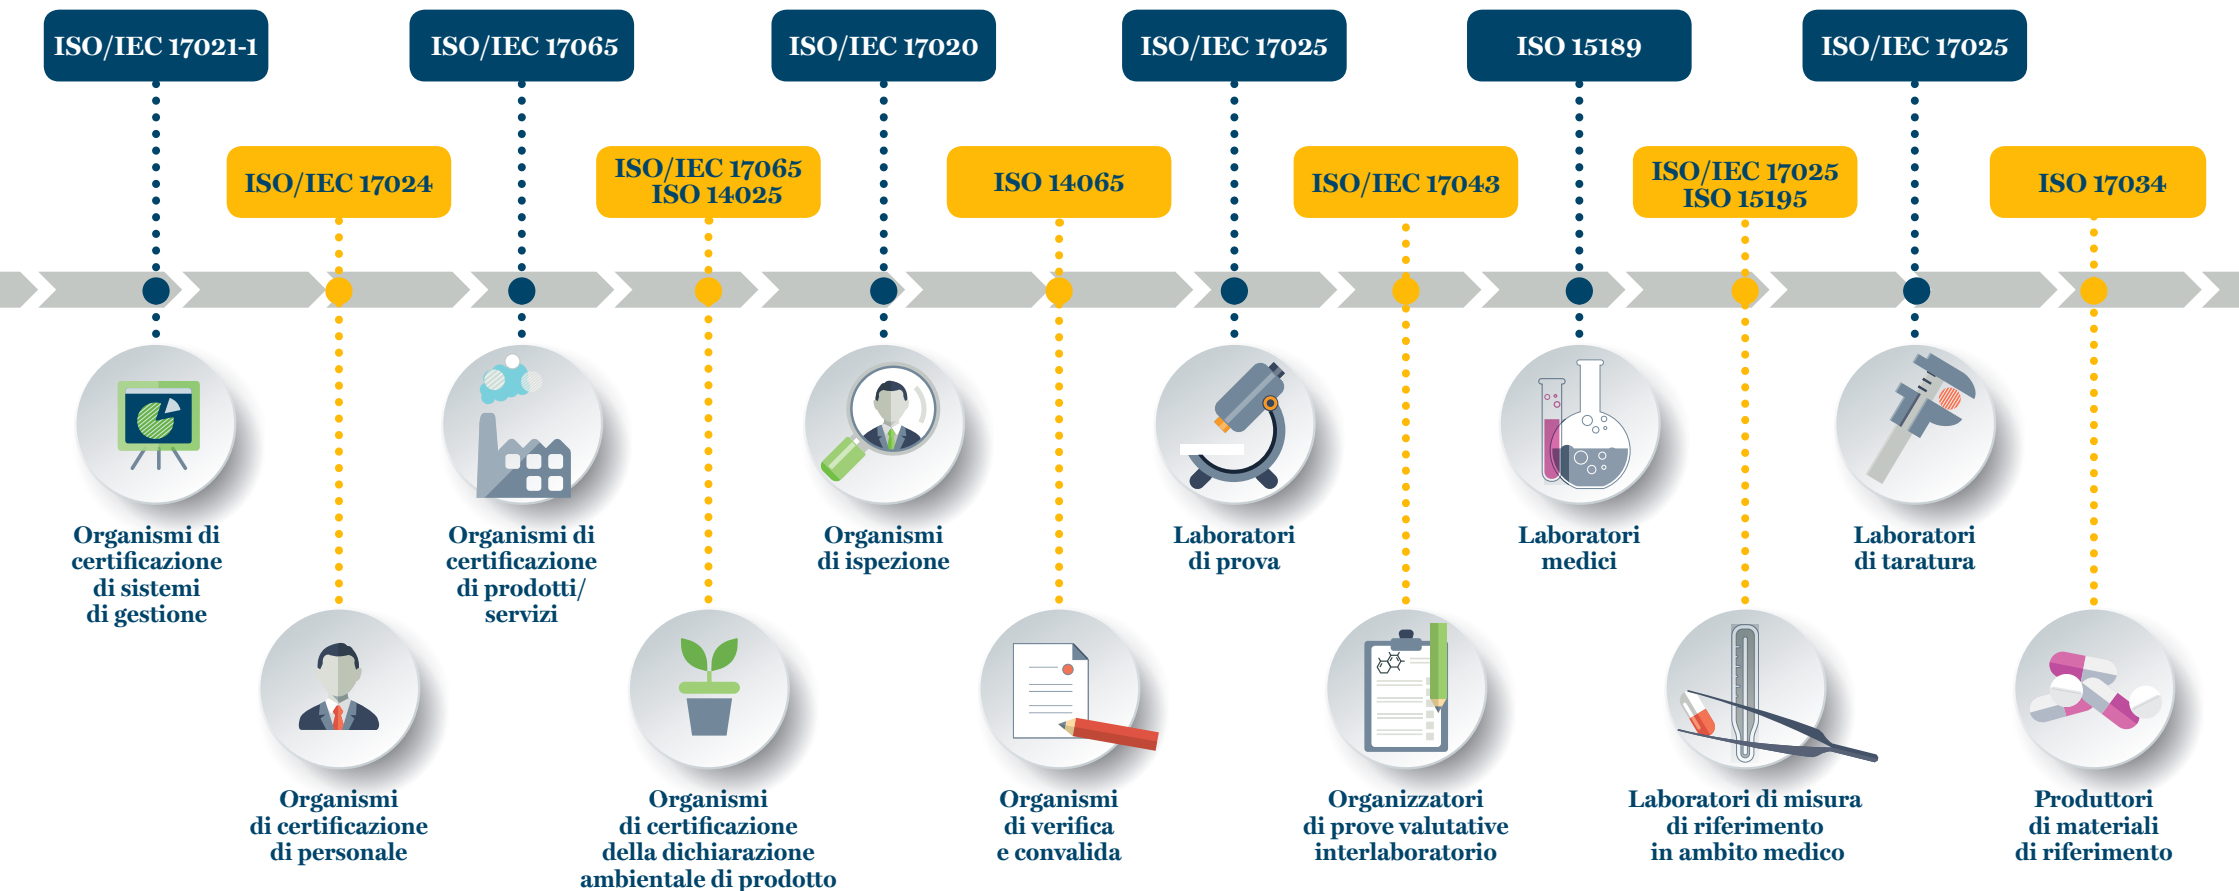 ISO/IEC 17021-1
ISO/IEC 17065
ISO/IEC 17020
ISO/IEC 17025
ISO 15189
ISO/IEC 17025
ISO/IEC 17024
ISO/IEC 17065
ISO 14025
ISO 14065
ISO/IEC 17043
ISO/IEC 17025
ISO 15195
ISO 17034
Organismi di
certificazione
di sistemi
di gestione
Organismi di
certificazione
di prodotti/
servizi
Organismi
di ispezione
Laboratori
di prova
Laboratori
medici
Laboratori
di taratura
Organismi
di certificazione
di personale
Organismi
di certificazione
della dichiarazione
ambientale di prodotto
Organismi
di verifica
e convalida
Organizzatori
di prove valutative
interlaboratorio
Laboratori di misura
di riferimento
in ambito medico
Produttori
di materiali
di riferimento